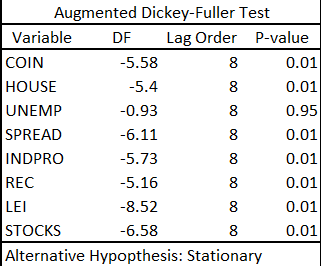 Augmented Dickey-Fuller Test
Variable DF Lag Order P-value
COIN -5.58 8 0.01
HOUSE -5.4 8 0.01
UNEMP -0.93 8 0.95
SPREAD -6.11 8 0.01
INDPRO -5.73 8 0.01
REC -5.16 8 0.01
LEI -8.52 8 0.01
STOCKS -6.58 8 0.01
Alternative Hypopthesis: Stationary